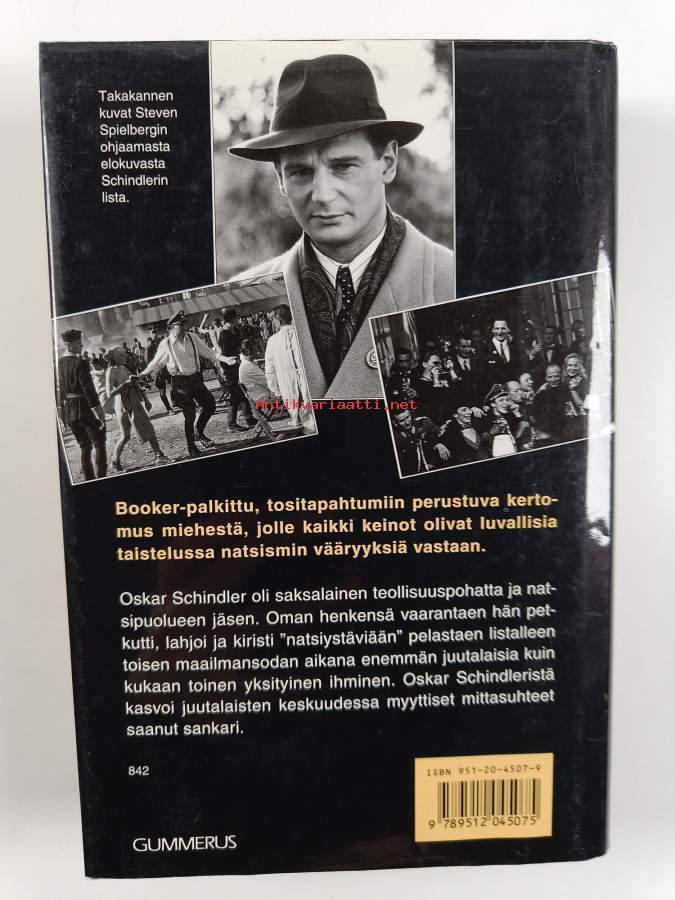 Takakannen
kuvat Steven
Spielbergin
ohjaamasta
elokuvasta
Schindlerin
lista.
Antikvariaatti.net
Booker-palkittu, tositapahtumiin perustuva kerto-
mus miehestä, jolle kaikki keinot olivat luvallisia
taistelussa natsismin vääryyksiä vastaan.
Oskar Schindler oli saksalainen teollisuuspohatta ja nat-
sipuolueen jäsen. Oman henkensä vaarantaen hän pet-
kutti, lahjoi ja kiristi ”natsiystäviään” pelastaen listalleen
toisen maailmansodan aikana enemmän juutalaisia kuin
kukaan toinen yksityinen ihminen. Oskar Schindleristä
kasvoi juutalaisten keskuudessa myyttiset mittasuhteet
saanut sankari.
842
ISBN 951-20-4507-9
9 789512 045075
GUMMERUS